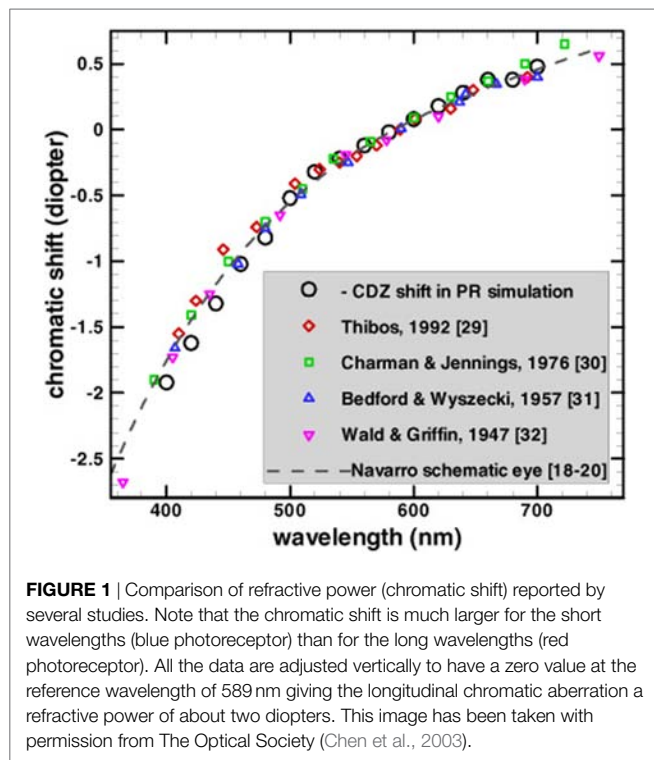 0.5
0
-0.5
-1
-1.5
-2
-2.5
chromatic shift (diopter)
- CDZ shift in PR simulation
Thibos, 1992 [29]
Charman & Jennings, 1976 [30]
Bedford & Wyszecki, 1957 [31]
Wald & Griffin, 1947 [32]
Navarro schematic eye [18-20]
400 500 600 700
wavelength (nm)
FIGURE 1 | Comparison of refractive power (chromatic shift) reported by
several studies. Note that the chromatic shift is much larger for the short
wavelengths (blue photoreceptor) than for the long wavelengths (red
photoreceptor). All the data are adjusted vertically to have a zero value at the
reference wavelength of 589 nm giving the longitudinal chromatic aberration a
refractive power of about two diopters. This image has been taken with
permission from The Optical Society (Chen et al., 2003).